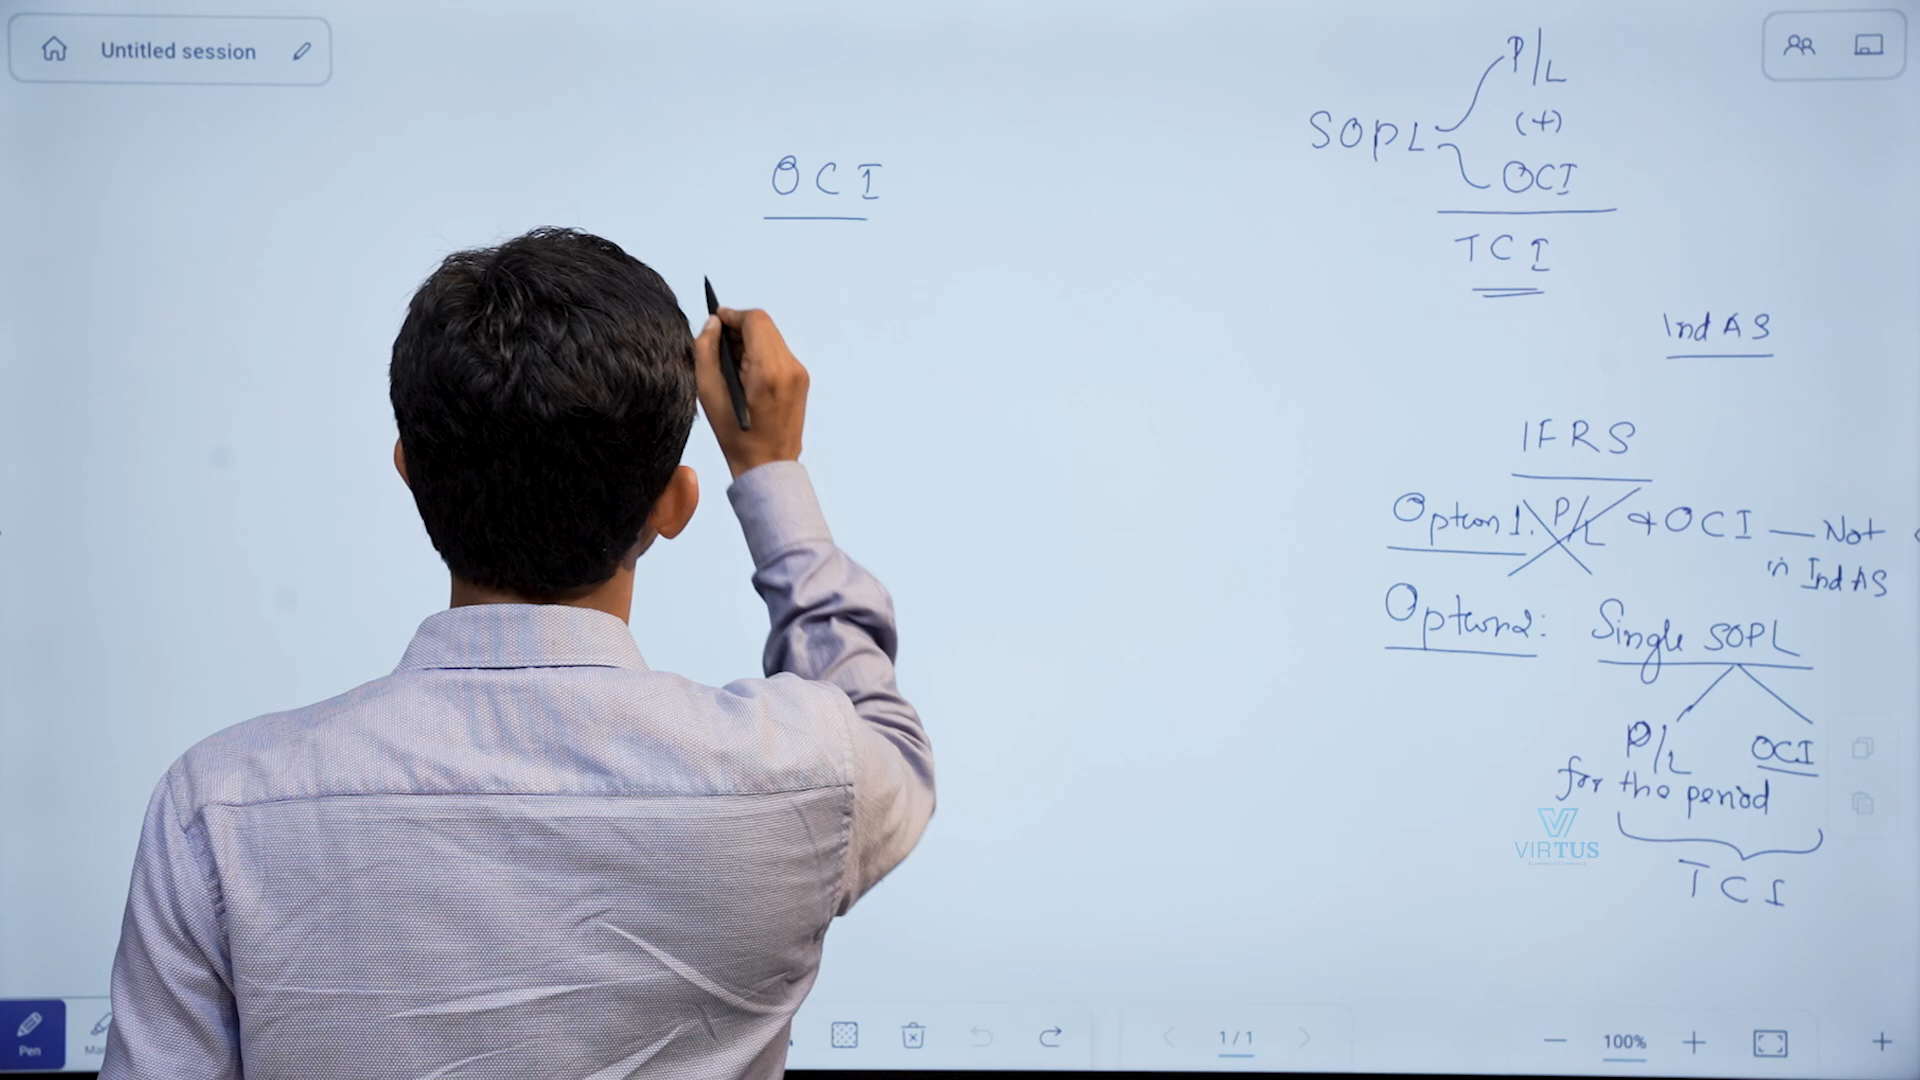 Untitled session
P/L
SOPL
(+)
OCI
OCI
TCI
Ind AS
IFRS
Option 1. P/L & OCI — Not in Ind AS
Option 2: Single SOPL
P/L OCI
for the period
VIRTUS
TCI
Pen
1 / 1
100%